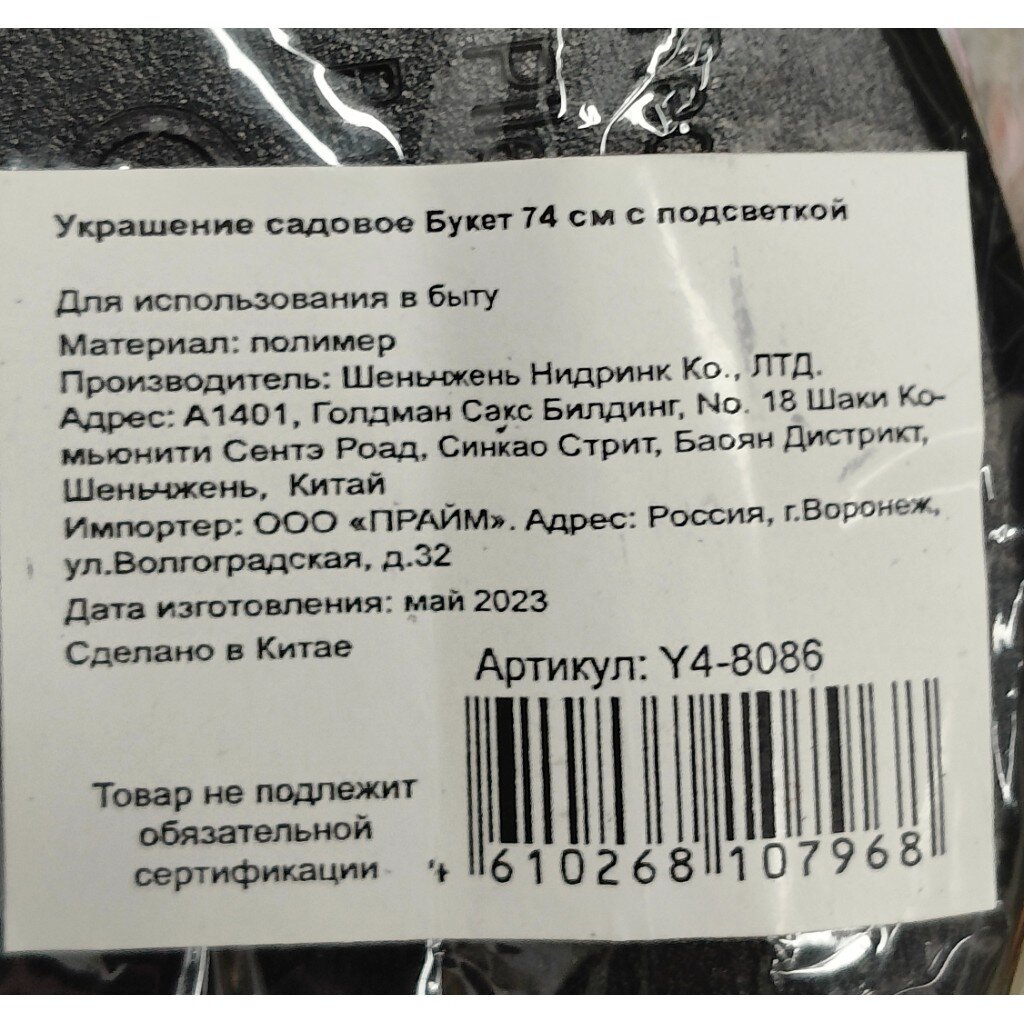 Украшение садовое Букет 74 см с подсветкой
Для использования в быту
Материал: полимер
Производитель: Шеньчжень Нидринк Ко., ЛТД.
Адрес: А1401, Голдман Сакс Билдинг, No. 18 Шаки Ко-
мьюнити Сентэ Роад, Синкао Стрит, Баоян Дистрикт,
Шеньчжень, Китай
Импортер: ООО «ПРАЙМ». Адрес: Россия, г.Воронеж,
ул.Волгоградская, д.32
Дата изготовления: май 2023
Сделано в Китае
Артикул: Y4-8086
Товар не подлежит
обязательной
сертификации
4 610268 107968